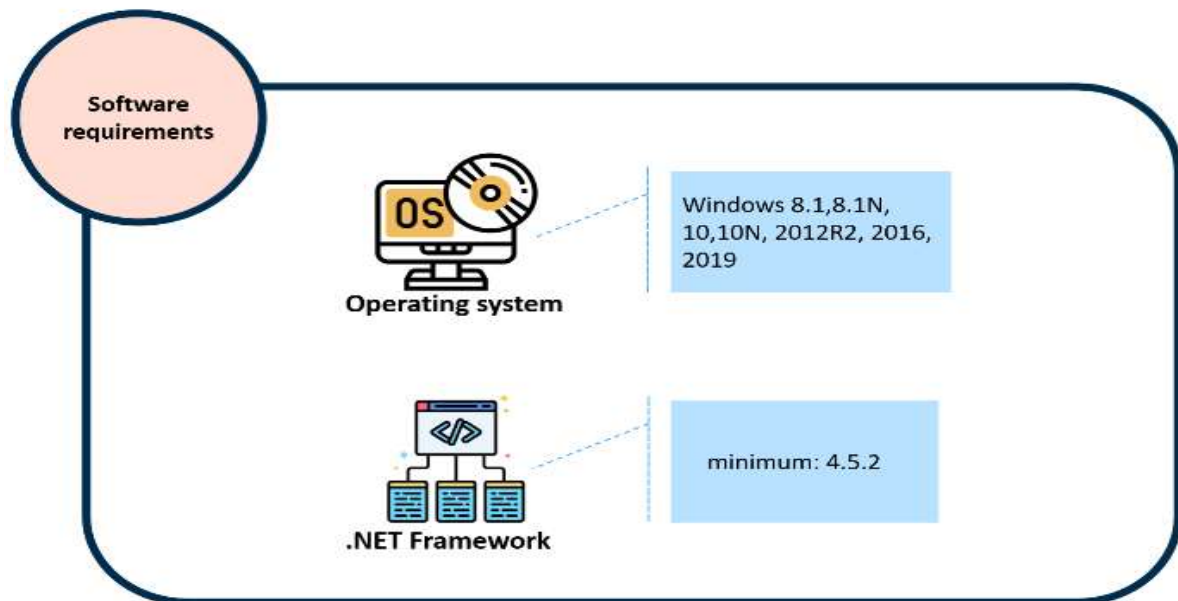 Software
requirements
OS
Windows 8.1,8.1N,
10,10N, 2012R2, 2016,
2019
Operating system
</>
minimum: 4.5.2
.NET Framework